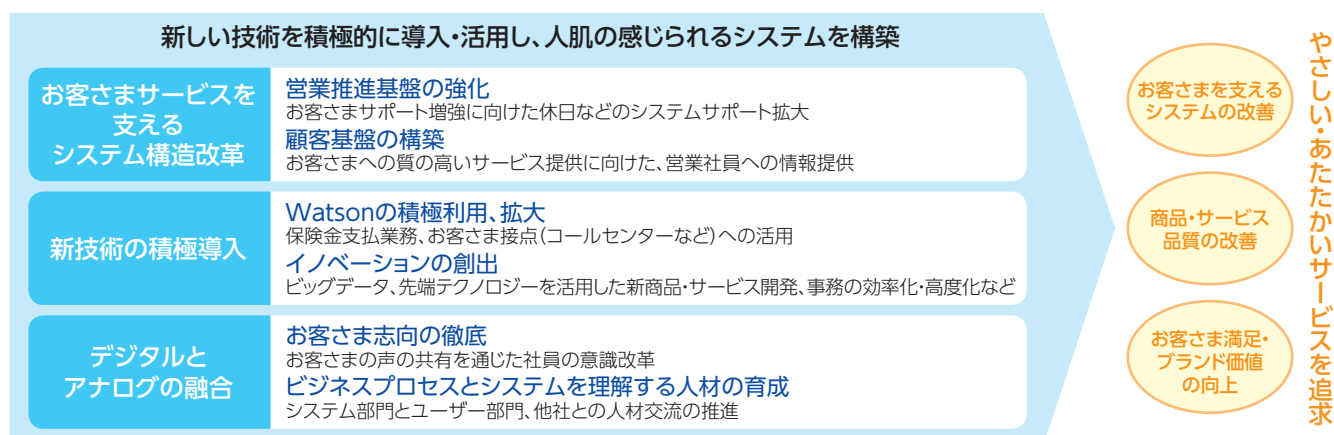 新しい技術を積極的に導入・活用し、人肌の感じられるシステムを構築
お客さまサービスを
支える
システム構造改革
営業推進基盤の強化
お客さまサポート増強に向けた休日などのシステムサポート拡大
顧客基盤の構築
お客さまへの質の高いサービス提供に向けた、営業社員への情報提供
新技術の積極導入
Watsonの積極利用、拡大
保険金支払業務、お客さま接点(コールセンターなど)への活用
イノベーションの創出
ビッグデータ、先端テクノロジーを活用した新商品・サービス開発、事務の効率化・高度化など
デジタルと
アナログの融合
お客さま志向の徹底
お客さまの声の共有を通じた社員の意識改革
ビジネスプロセスとシステムを理解する人材の育成
システム部門とユーザー部門、他社との人材交流の推進
お客さまを支える
システムの改善
商品・サービス
品質の改善
お客さま満足・
ブランド価値
の向上
やさしい・あたたかいサービスを追求